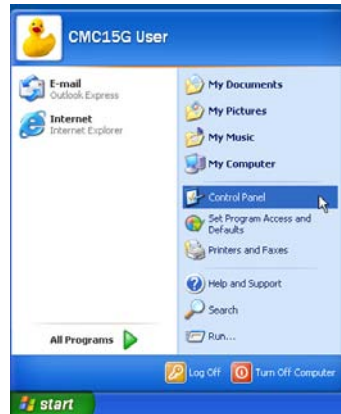 CMC15G User
E-mail
Outlook Express
Internet
Internet Explorer
All Programs
My Documents
My Pictures
My Music
My Computer
Control Panel
Set Program Access and
Defaults
Printers and Faxes
Help and Support
Search
Run...
Log Off Turn Off Computer
start